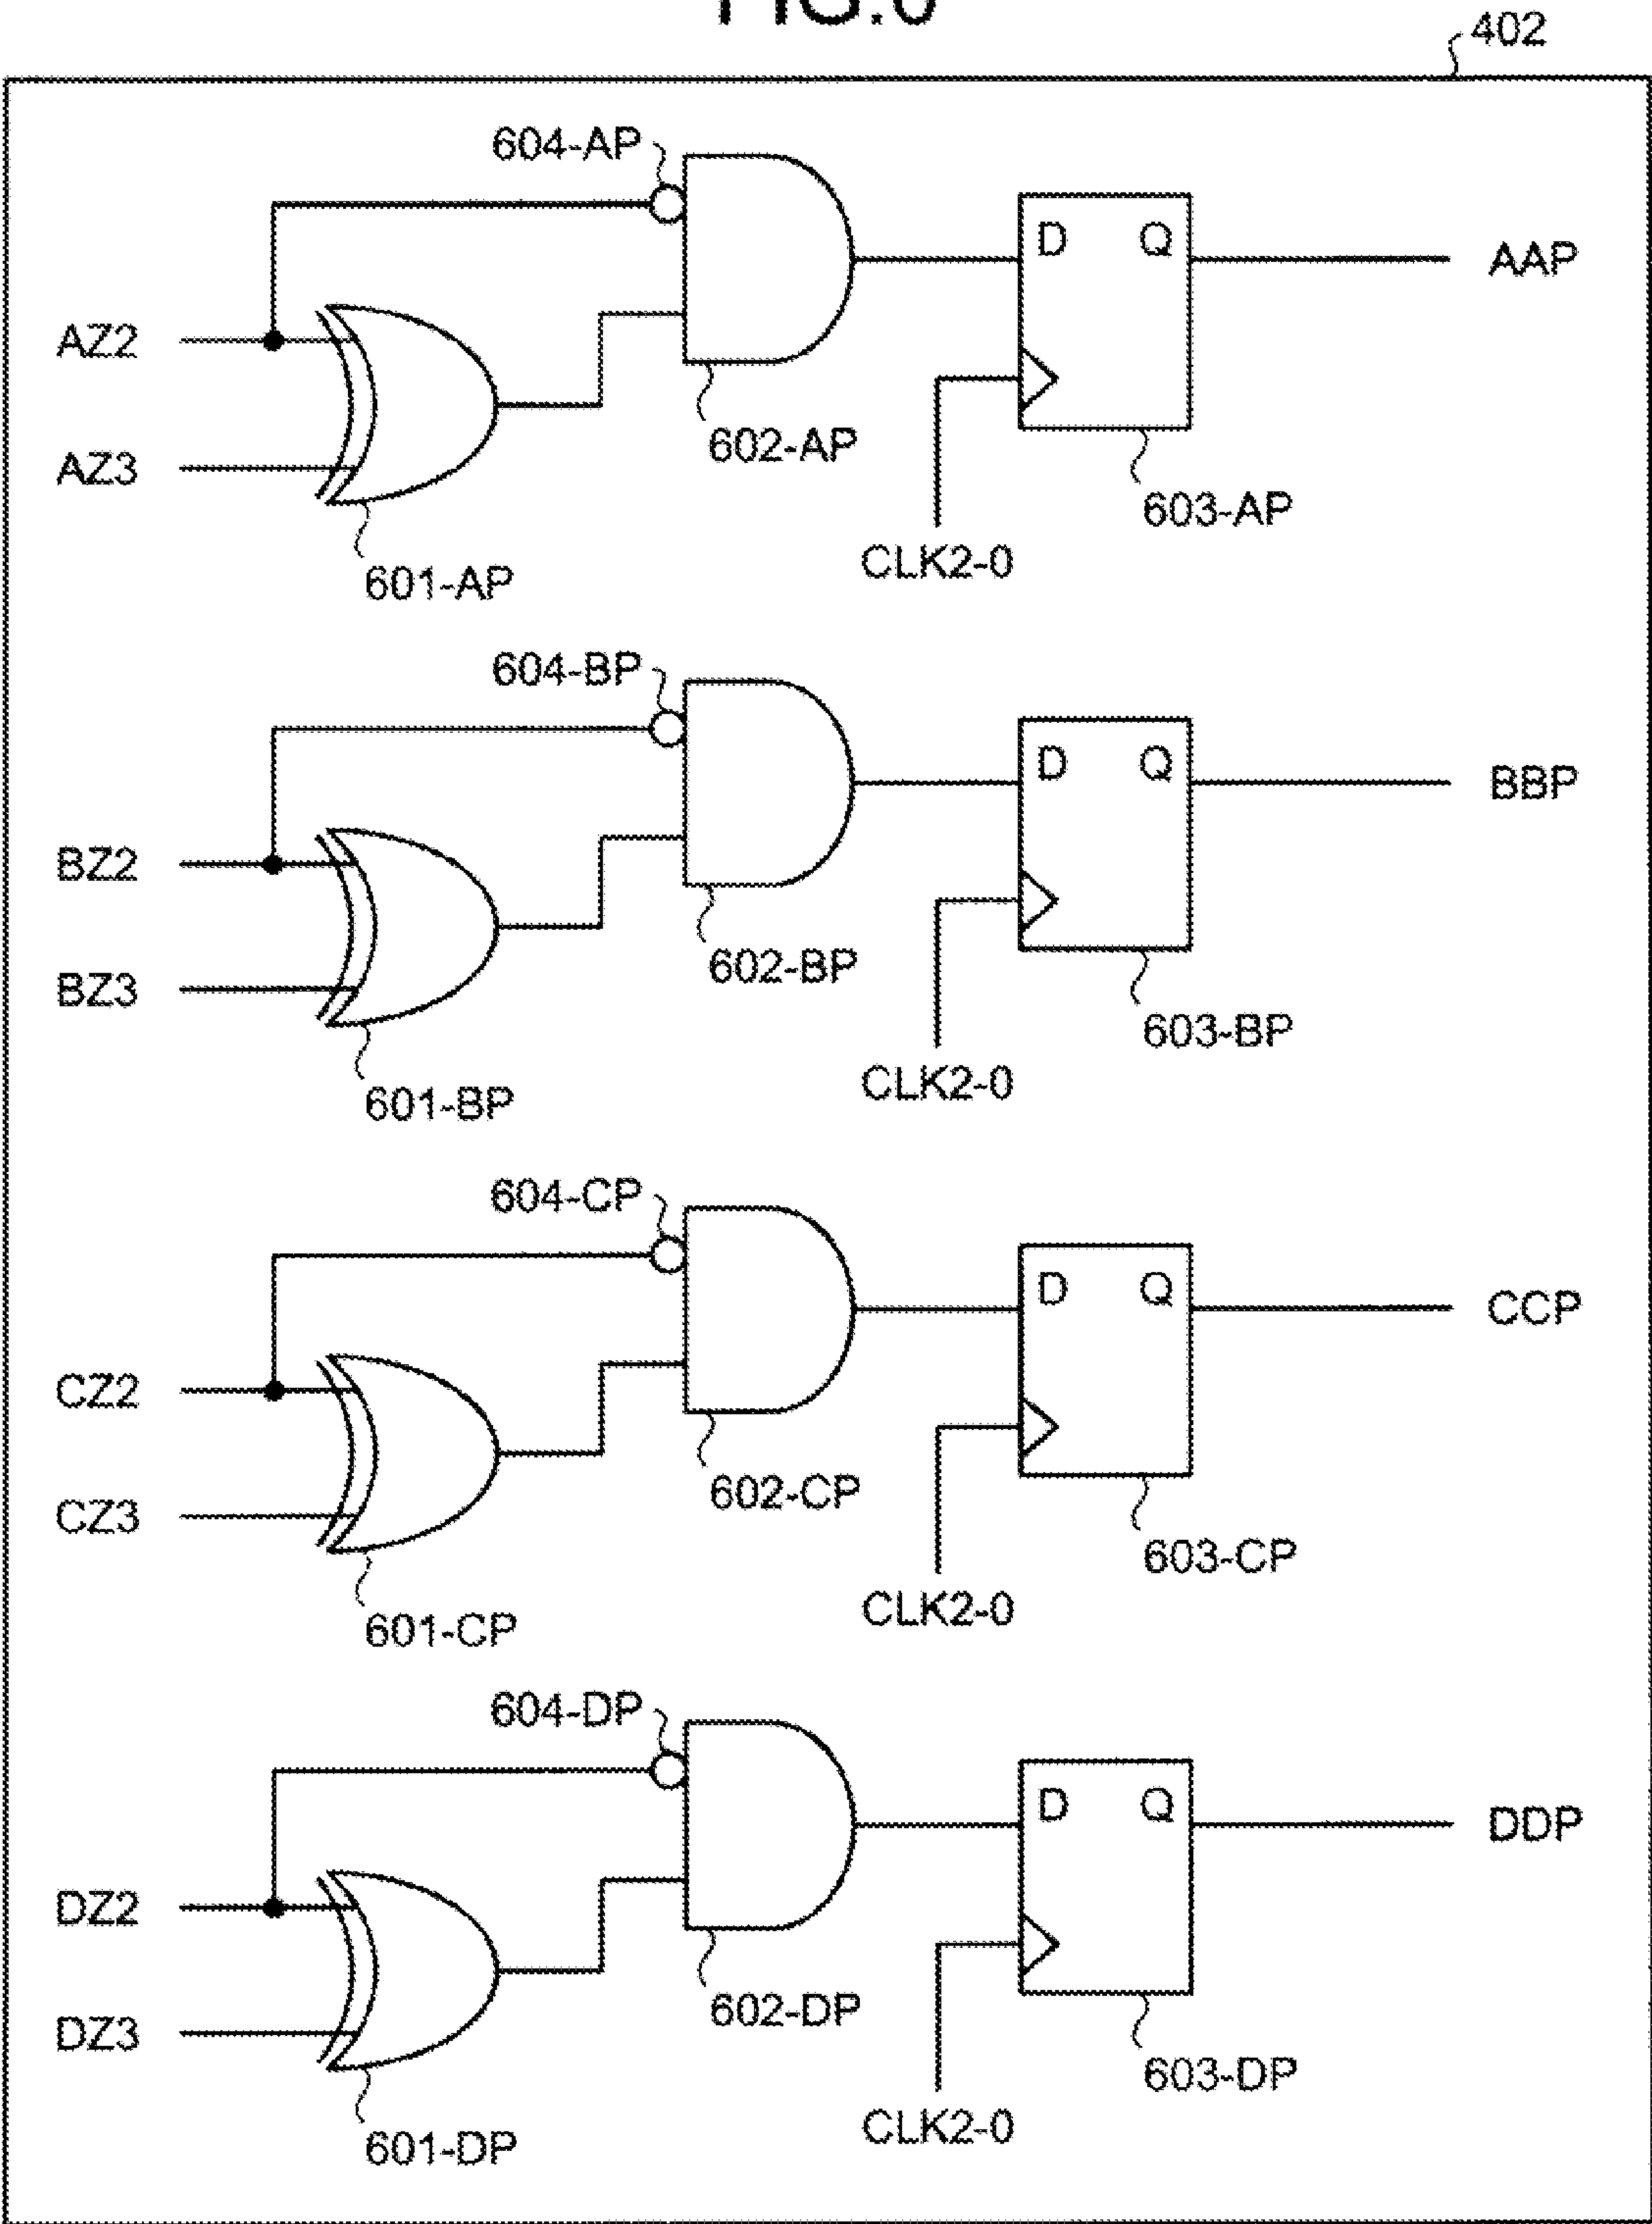 402
604-AP
D Q
AAP
AZ2
602-AP
AZ3
603-AP
CLK2-0
601-AP
604-BP
D Q
BBP
BZ2
602-BP
BZ3
603-BP
CLK2-0
601-BP
604-CP
D Q
CCP
CZ2
602-CP
CZ3
603-CP
CLK2-0
601-CP
604-DP
D Q
DDP
DZ2
602-DP
DZ3
603-DP
CLK2-0
601-DP